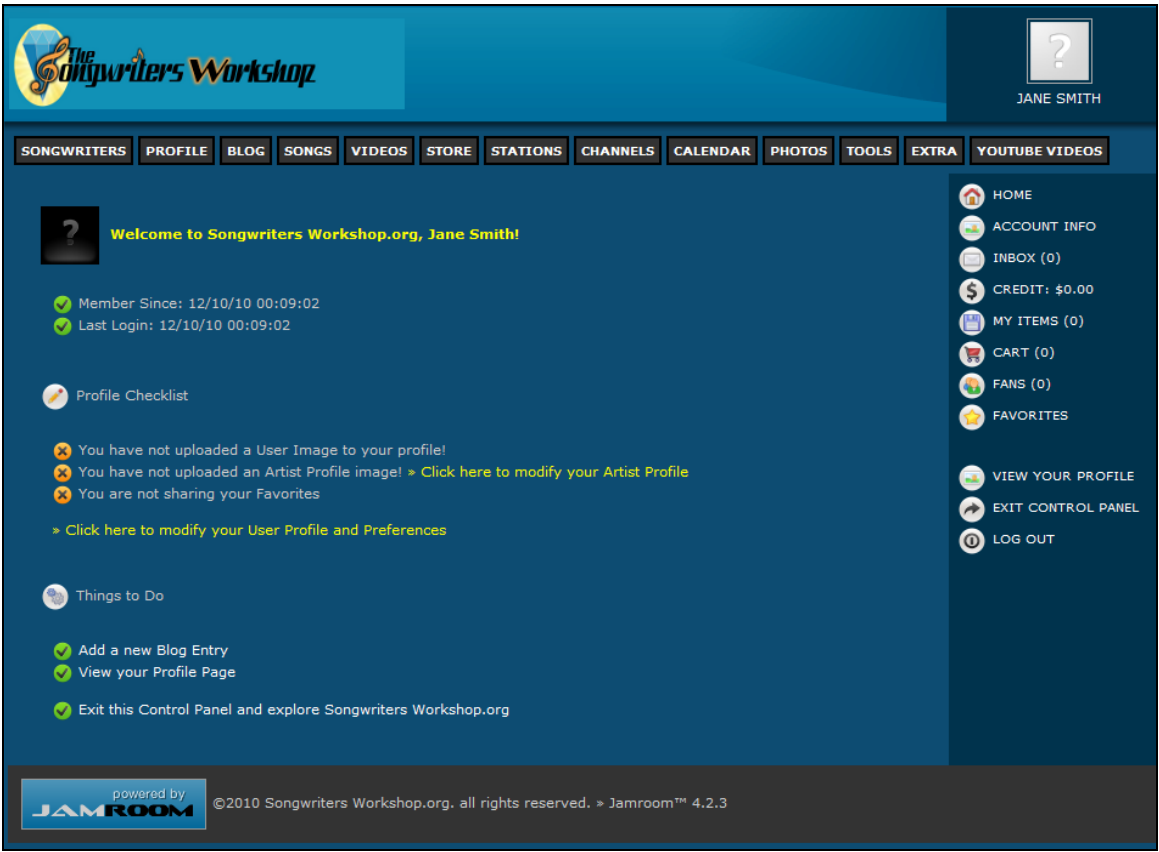 The Songwriters Workshop
JANE SMITH
SONGWRITERS PROFILE BLOG SONGS VIDEOS STORE STATIONS CHANNELS CALENDAR PHOTOS TOOLS EXTRA YOUTUBE VIDEOS
?
Welcome to Songwriters Workshop.org, Jane Smith!
Member Since: 12/10/10 00:09:02
Last Login: 12/10/10 00:09:02
Profile Checklist
You have not uploaded a User Image to your profile!
You have not uploaded an Artist Profile image! » Click here to modify your Artist Profile
You are not sharing your Favorites
» Click here to modify your User Profile and Preferences
Things to Do
Add a new Blog Entry
View your Profile Page
Exit this Control Panel and explore Songwriters Workshop.org
?
HOME
ACCOUNT INFO
INBOX (0)
CREDIT: $0.00
MY ITEMS (0)
CART (0)
FANS (0)
FAVORITES
VIEW YOUR PROFILE
EXIT CONTROL PANEL
LOG OUT
powered by
JAMROOM
©2010 Songwriters Workshop.org. all rights reserved. » Jamroom™ 4.2.3